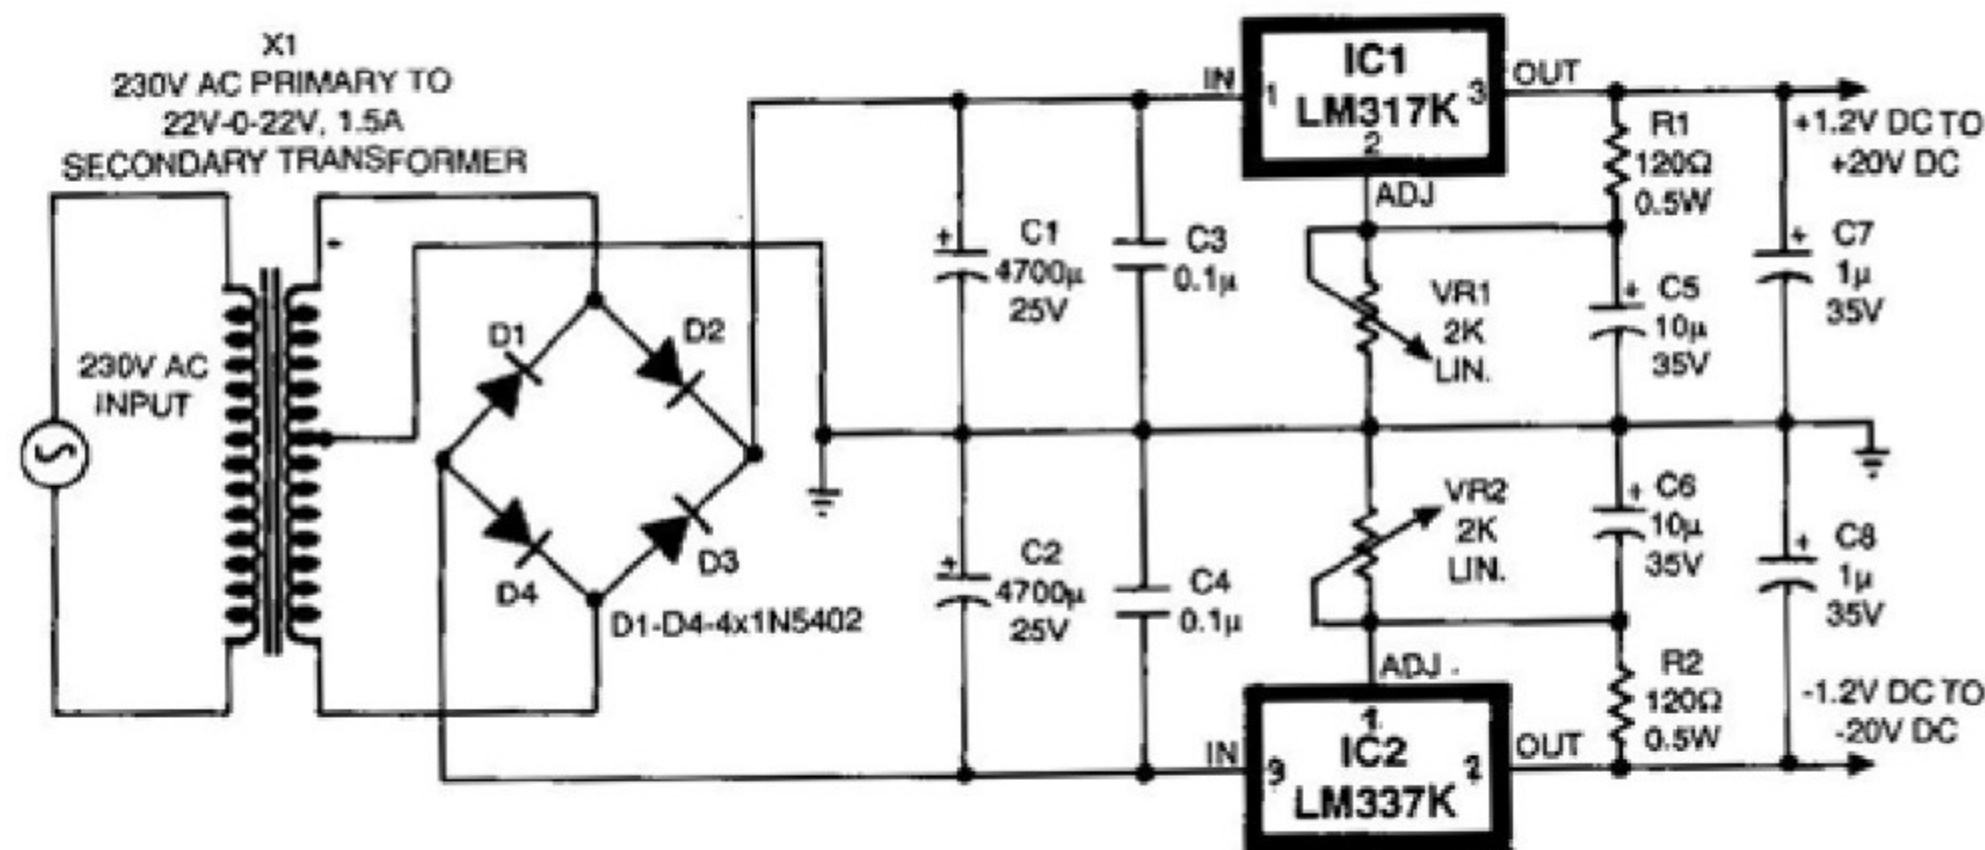 X1
230V AC PRIMARY TO
22V-0-22V, 1.5A
SECONDARY TRANSFORMER
230V AC
INPUT
D1
D2
D3
D4
D1-D4-4x1N5402
C1
4700µ
25V
C3
0.1µ
C2
4700µ
25V
C4
0.1µ
IN
1
IC1
LM317K
2
3
OUT
ADJ
VR1
2K
LIN.
R1
120Ω
0.5W
C5
10µ
35V
C7
1µ
35V
+1.2V DC TO
+20V DC
VR2
2K
LIN.
C6
10µ
35V
C8
1µ
35V
ADJ
R2
120Ω
0.5W
IN
1
IC2
LM337K
2
OUT
-1.2V DC TO
-20V DC